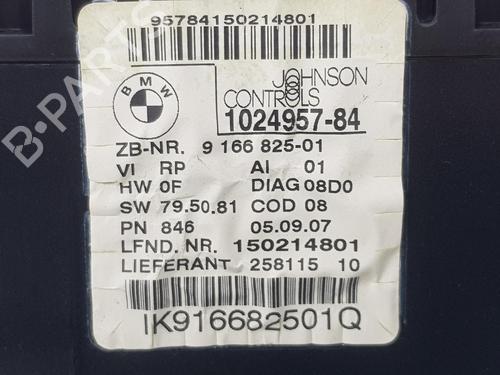 95784150214801
BMW
JOHNSON
CONTROLS
1024957-84
ZB-NR. 9 166 825-01
VI RP AI 01
HW 0F DIAG 08D0
SW 79.50.81 COD 08
PN 846 05.09.07
LFND. NR. 150214801
LIEFERANT 258115 10
IK916682501Q
B-PARTS